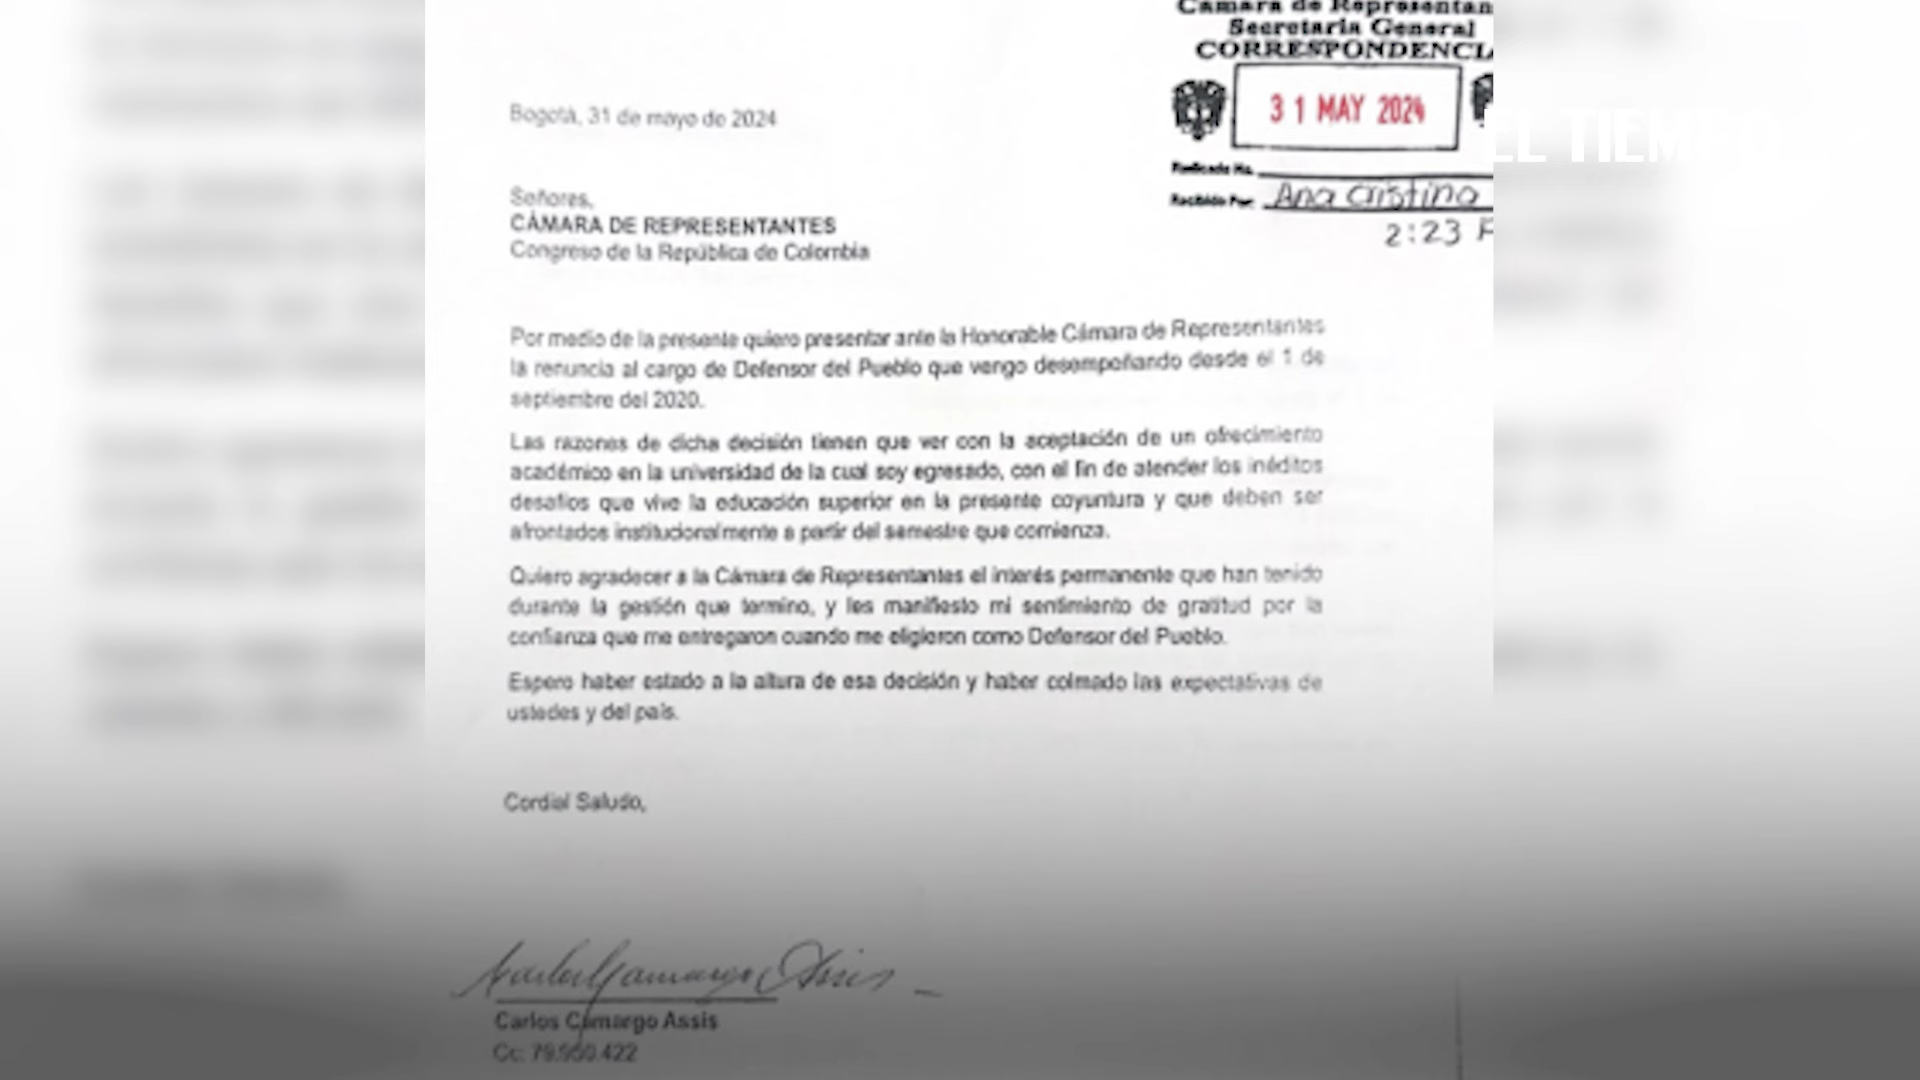 Cámara de Representan
Secretaria General
CORRESPONDENCIA
31 MAY 2024
Radicado No.
Recibido Por: Ana Cristina
2:23 P
EL TIEMPO
Bogotá, 31 de mayo de 2024
Señores,
CÁMARA DE REPRESENTANTES
Congreso de la República de Colombia
Por medio de la presente quiero presentar ante la Honorable Cámara de Representantes
la renuncia al cargo de Defensor del Pueblo que vengo desempeñando desde el 1 de
septiembre del 2020.
Las razones de dicha decisión tienen que ver con la aceptación de un ofrecimiento
académico en la universidad de la cual soy egresado, con el fin de atender los inéditos
desafíos que vive la educación superior en la presente coyuntura y que deben ser
afrontados institucionalmente a partir del semestre que comienza.
Quiero agradecer a la Cámara de Representantes el interés permanente que han tenido
durante la gestión que termino, y les manifiesto mi sentimiento de gratitud por la
confianza que me entregaron cuando me eligieron como Defensor del Pueblo.
Espero haber estado a la altura de esa decisión y haber colmado las expectativas de
ustedes y del país.
Cordial Saludo,
Carlos Camargo Assis
Carlos Camargo Assis
Cc: 79.950.422